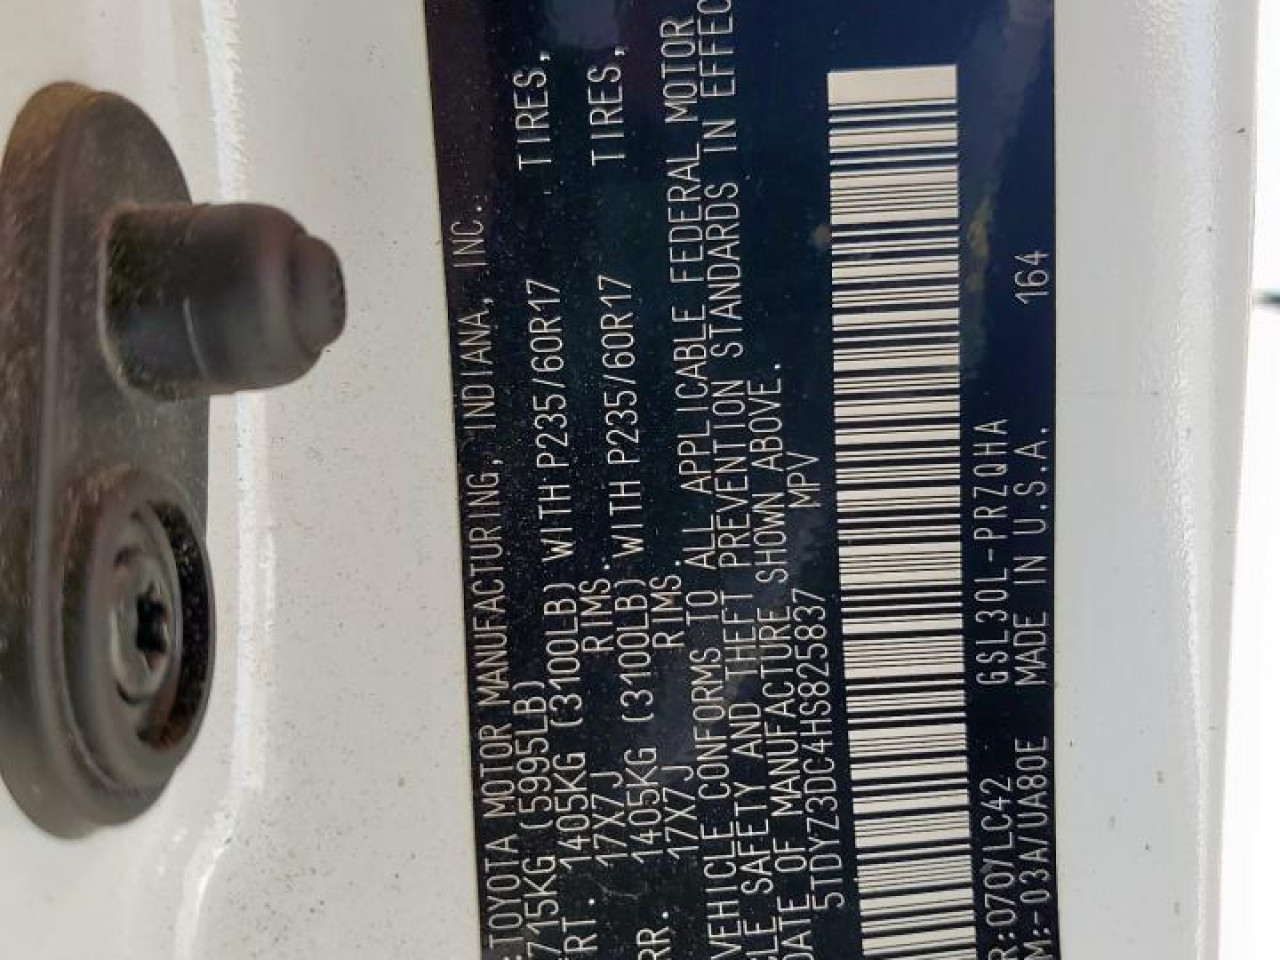 :TOYOTA MOTOR MANUFACTURING, INDIANA, INC.
715KG (5995LB)
RT. 1405KG (3100LB) WITH P235/60R17 TIRES,
17X7J RIMS.
RR. 1405KG (3100LB) WITH P235/60R17 TIRES,
17X7J RIMS.
VEHICLE CONFORMS TO ALL APPLICABLE FEDERAL MOTOR
CLE SAFETY AND THEFT PREVENTION STANDARDS IN EFFEC
DATE OF MANUFACTURE SHOWN ABOVE.
5TDYZ3DC4HS825837 MPV
R:070/LC42 GSL30L-PRZQHA
M:-03A/UA80E MADE IN U.S.A. 164